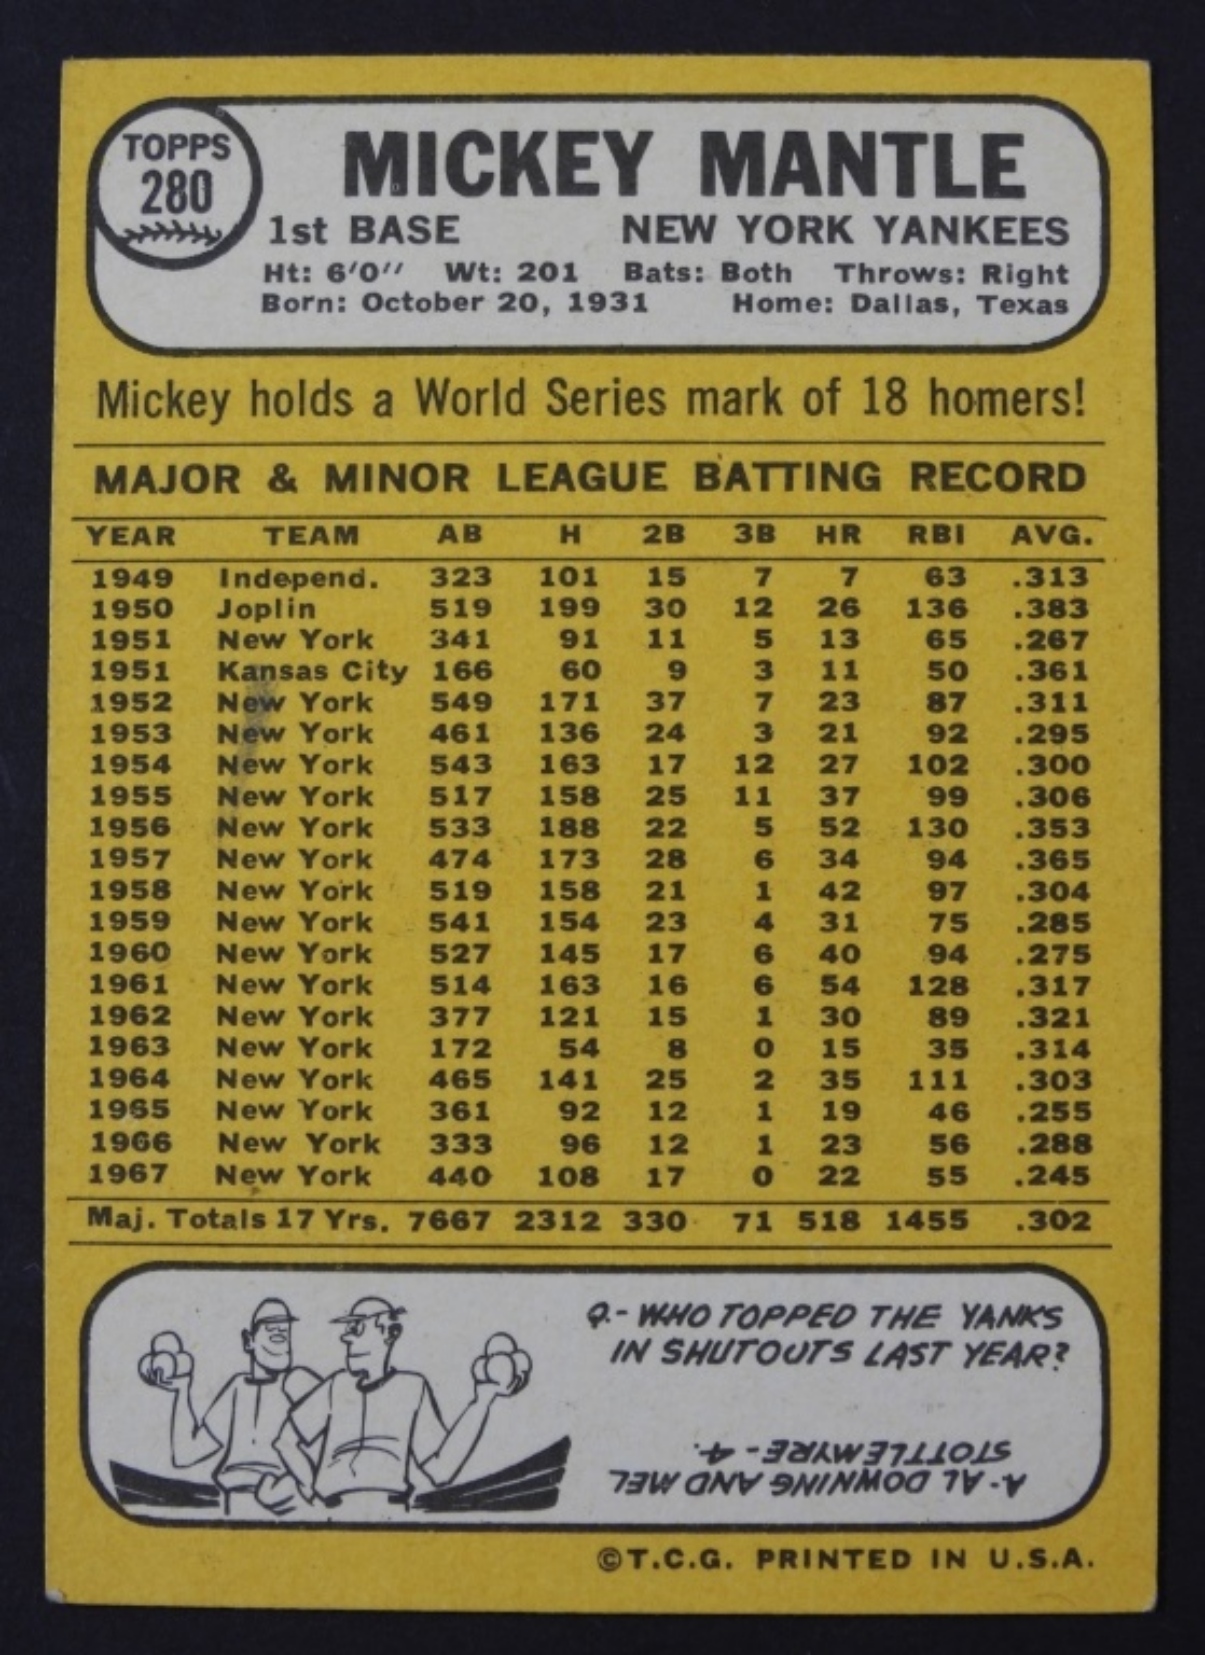 TOPPS
280
MICKEY MANTLE
1st BASE NEW YORK YANKEES
Ht: 6'0" Wt: 201 Bats: Both Throws: Right
Born: October 20, 1931 Home: Dallas, Texas
Mickey holds a World Series mark of 18 homers!
MAJOR & MINOR LEAGUE BATTING RECORD
YEAR TEAM AB H 2B 3B HR RBI AVG.
1949 Independ. 323 101 15 7 7 63 .313
1950 Joplin 519 199 30 12 26 136 .383
1951 New York 341 91 11 5 13 65 .267
1951 Kansas City 166 60 9 3 11 50 .361
1952 New York 549 171 37 7 23 87 .311
1953 New York 461 136 24 3 21 92 .295
1954 New York 543 163 17 12 27 102 .300
1955 New York 517 158 25 11 37 99 .306
1956 New York 533 188 22 5 52 130 .353
1957 New York 474 173 28 6 34 94 .365
1958 New York 519 158 21 1 42 97 .304
1959 New York 541 154 23 4 31 75 .285
1960 New York 527 145 17 6 40 94 .275
1961 New York 514 163 16 6 54 128 .317
1962 New York 377 121 15 1 30 89 .321
1963 New York 172 54 8 0 15 35 .314
1964 New York 465 141 25 2 35 111 .303
1965 New York 361 92 12 1 19 46 .255
1966 New York 333 96 12 1 23 56 .288
1967 New York 440 108 17 0 22 55 .245
Maj. Totals 17 Yrs. 7667 2312 330 71 518 1455 .302
Q.- WHO TOPPED THE YANKS
IN SHUTOUTS LAST YEAR?
A- AL DOWNING AND MEL
STOTTLEMYRE - 4.
©T.C.G. PRINTED IN U.S.A.